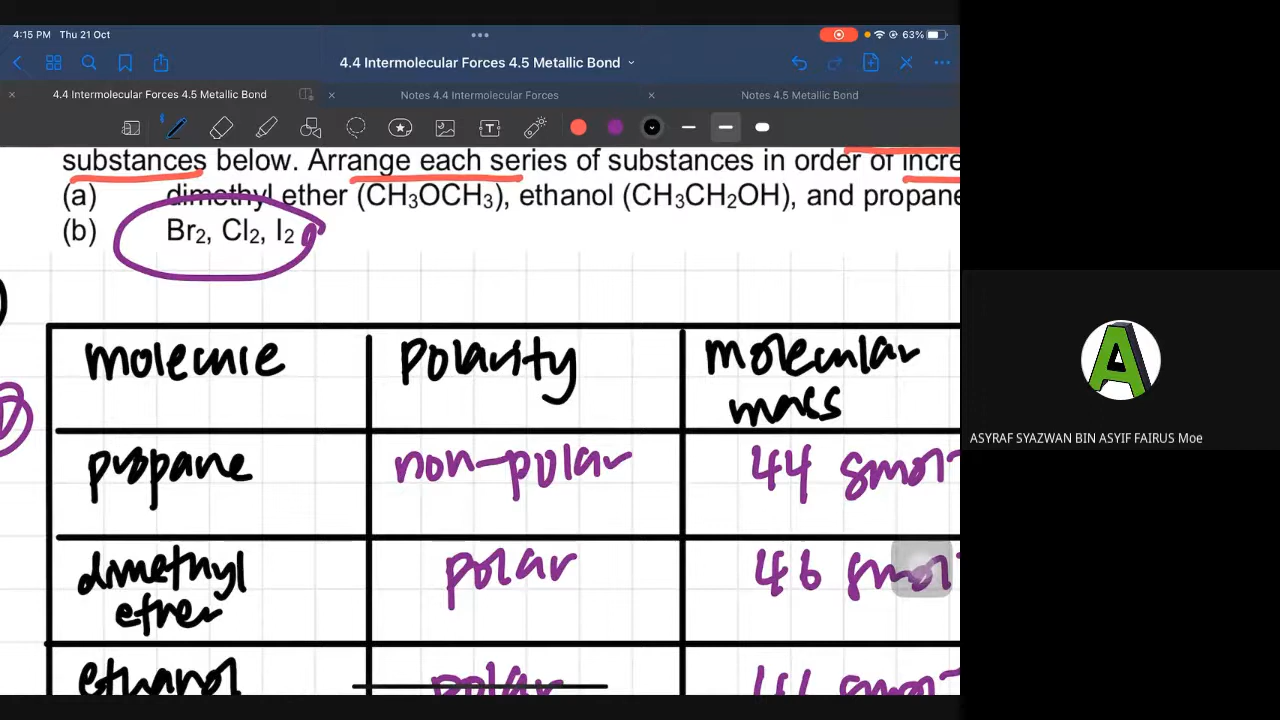 4:15 PM Thu 21 Oct
63%
4.4 Intermolecular Forces 4.5 Metallic Bond
4.4 Intermolecular Forces 4.5 Metallic Bond
Notes 4.4 Intermolecular Forces
Notes 4.5 Metallic Bond
substances below. Arrange each series of substances in order of incre
(a) dimethyl ether (CH₃OCH₃), ethanol (CH₃CH₂OH), and propane
(b) Br₂, Cl₂, I₂
molecule polarity molecular mass
propane non-polar 44 gmol⁻
dimethyl ether polar 46 gmol⁻
ethanol polar
A
ASYRAF SYAZWAN BIN ASYIF FAIRUS Moe